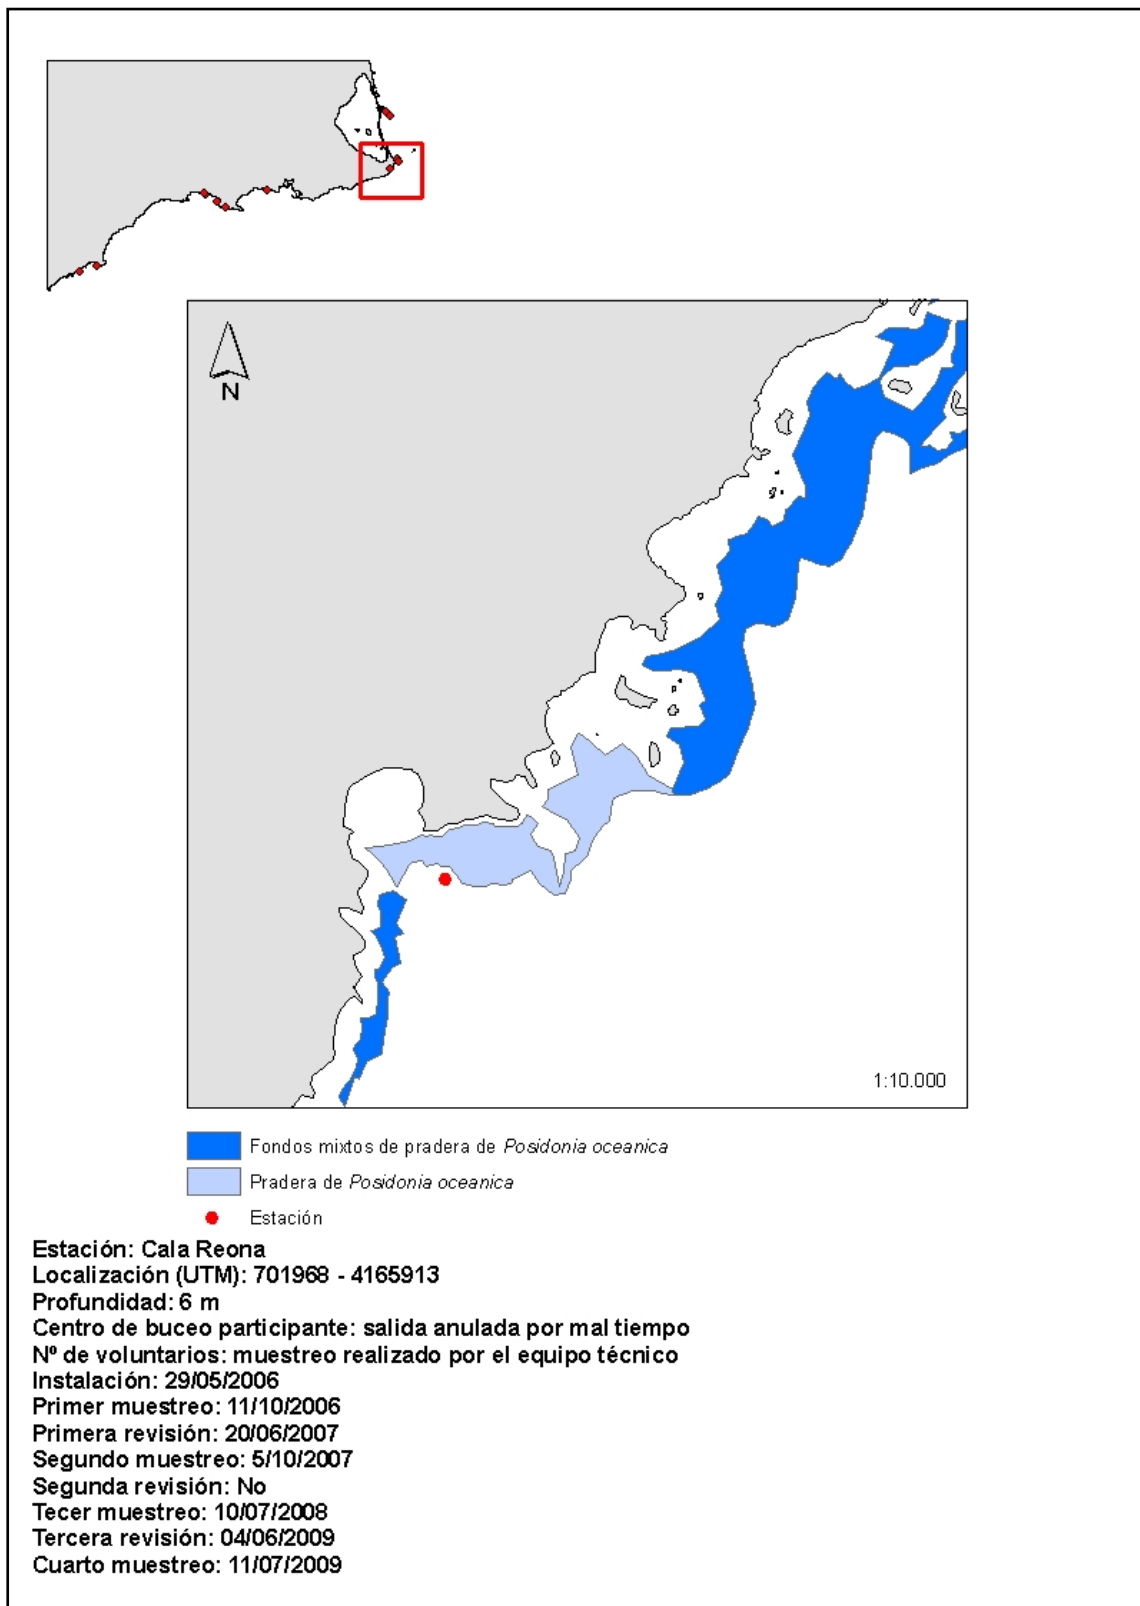 N
1:10.000
Fondos mixtos de pradera de Posidonia oceanica
Pradera de Posidonia oceanica
Estación
Estación: Cala Reona
Localización (UTM): 701968 - 4165913
Profundidad: 6 m
Centro de buceo participante: salida anulada por mal tiempo
Nº de voluntarios: muestreo realizado por el equipo técnico
Instalación: 29/05/2006
Primer muestreo: 11/10/2006
Primera revisión: 20/06/2007
Segundo muestreo: 5/10/2007
Segunda revisión: No
Tecer muestreo: 10/07/2008
Tercera revisión: 04/06/2009
Cuarto muestreo: 11/07/2009